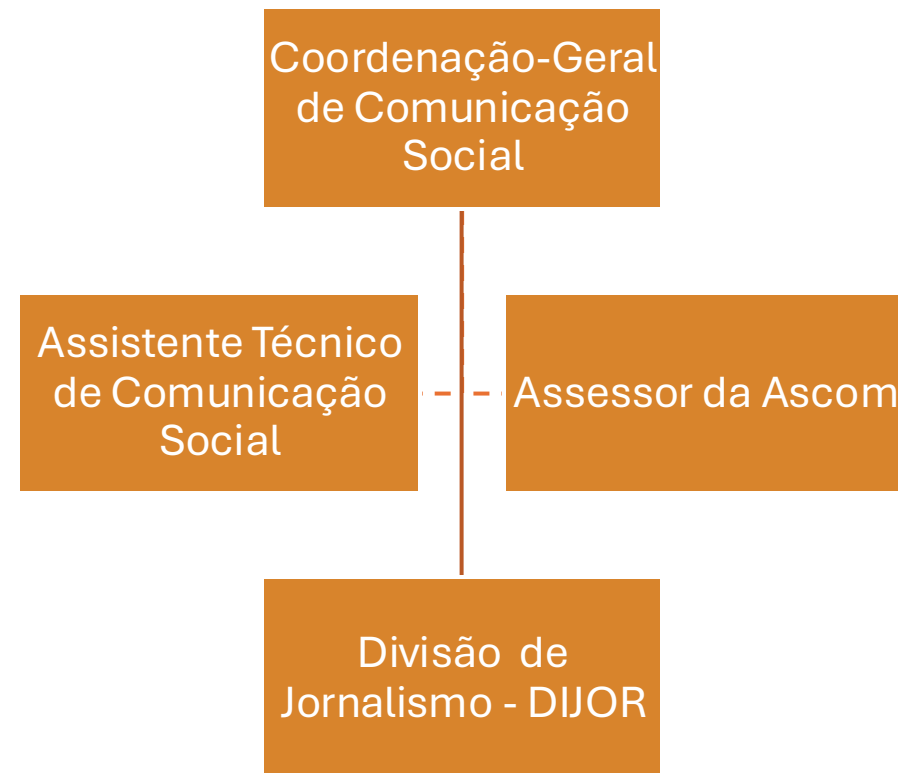 Coordenação-Geral
de Comunicação
Social
Assistente Técnico
de Comunicação
Social
Assessor da Ascom
Divisão de
Jornalismo - DIJOR